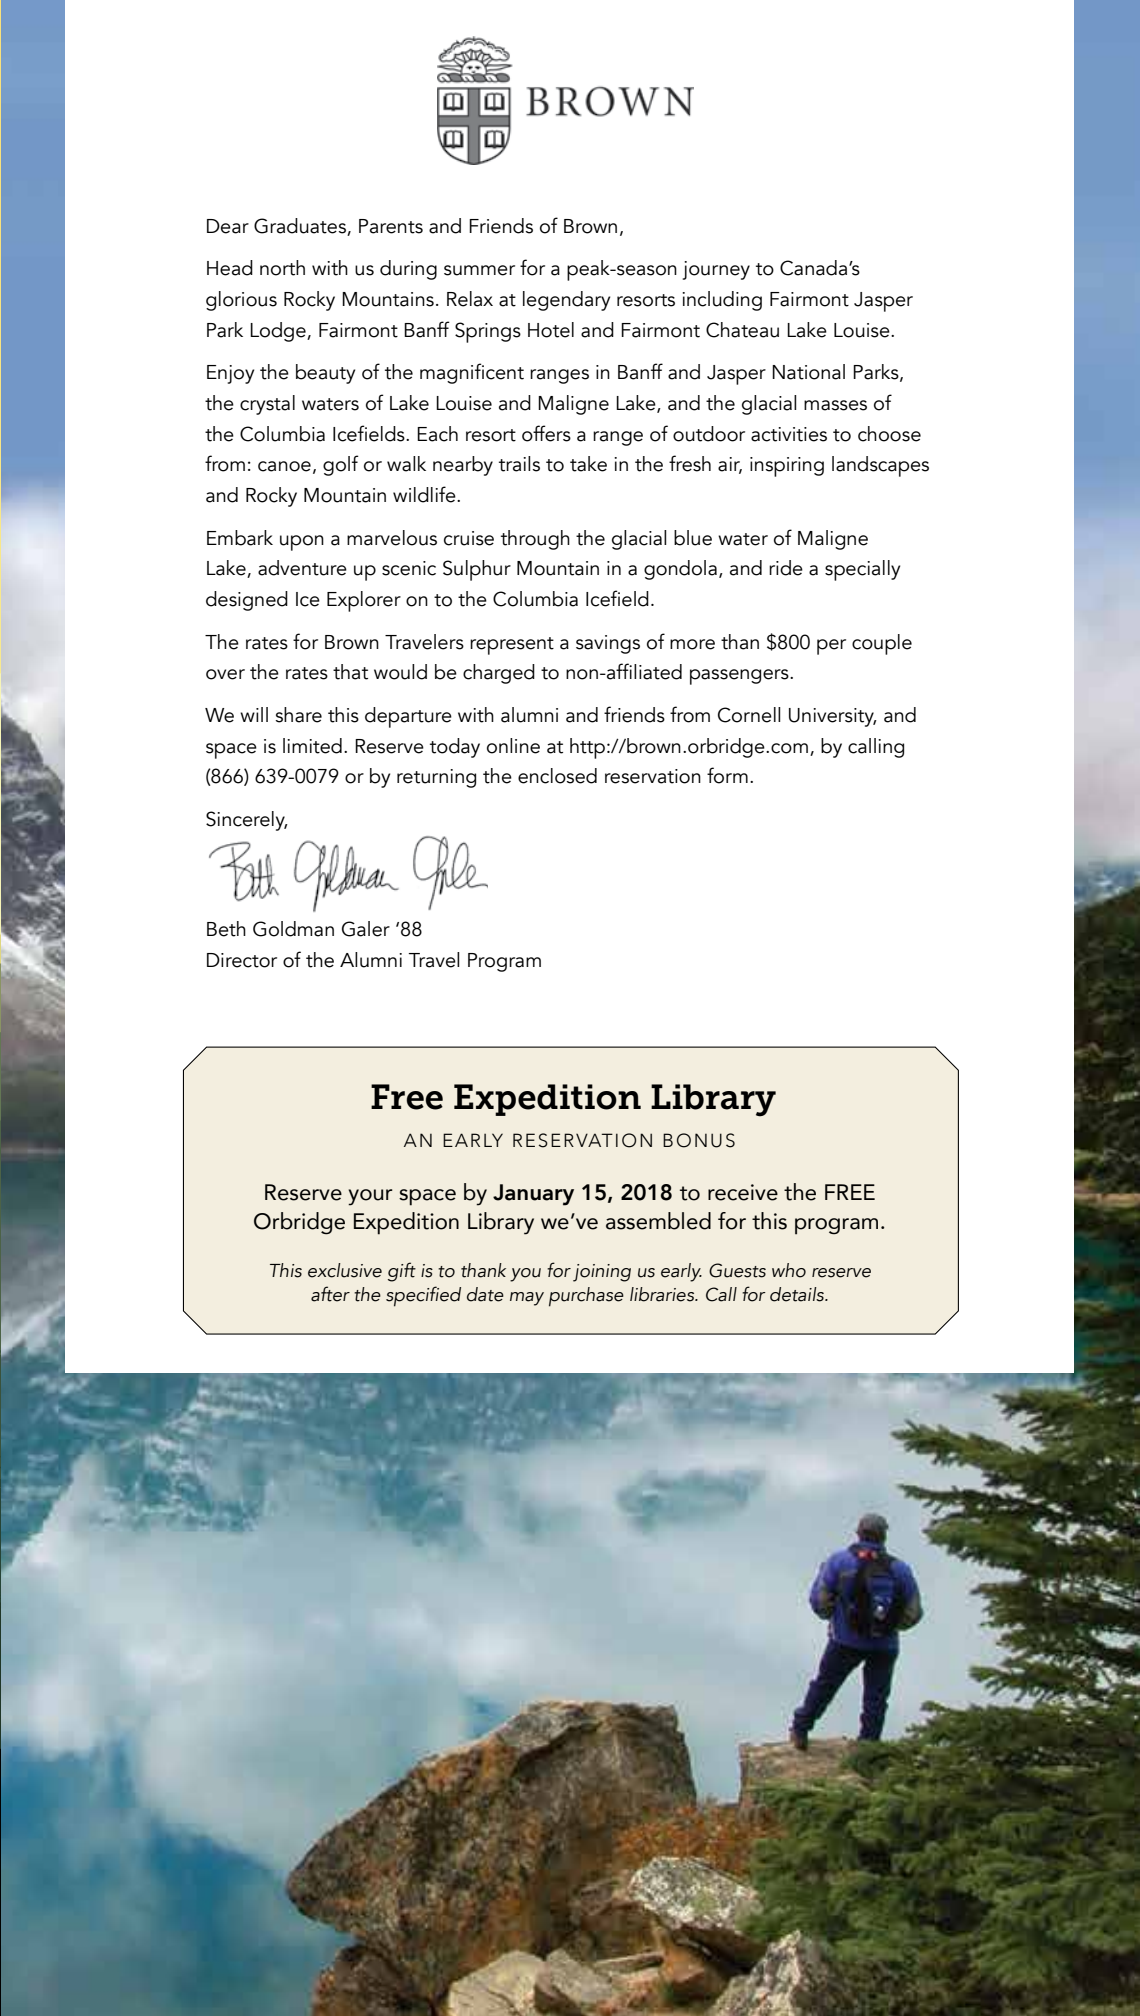 BROWN
Dear Graduates, Parents and Friends of Brown,
Head north with us during summer for a peak-season journey to Canada’s
glorious Rocky Mountains. Relax at legendary resorts including Fairmont Jasper
Park Lodge, Fairmont Banff Springs Hotel and Fairmont Chateau Lake Louise.
Enjoy the beauty of the magnificent ranges in Banff and Jasper National Parks,
the crystal waters of Lake Louise and Maligne Lake, and the glacial masses of
the Columbia Icefields. Each resort offers a range of outdoor activities to choose
from: canoe, golf or walk nearby trails to take in the fresh air, inspiring landscapes
and Rocky Mountain wildlife.
Embark upon a marvelous cruise through the glacial blue water of Maligne
Lake, adventure up scenic Sulphur Mountain in a gondola, and ride a specially
designed Ice Explorer on to the Columbia Icefield.
The rates for Brown Travelers represent a savings of more than $800 per couple
over the rates that would be charged to non-affiliated passengers.
We will share this departure with alumni and friends from Cornell University, and
space is limited. Reserve today online at http://brown.orbridge.com, by calling
(866) 639-0079 or by returning the enclosed reservation form.
Sincerely,
Beth Goldman Galer
Beth Goldman Galer ‘88
Director of the Alumni Travel Program
Free Expedition Library
AN EARLY RESERVATION BONUS
Reserve your space by January 15, 2018 to receive the FREE
Orbridge Expedition Library we’ve assembled for this program.
This exclusive gift is to thank you for joining us early. Guests who reserve
after the specified date may purchase libraries. Call for details.